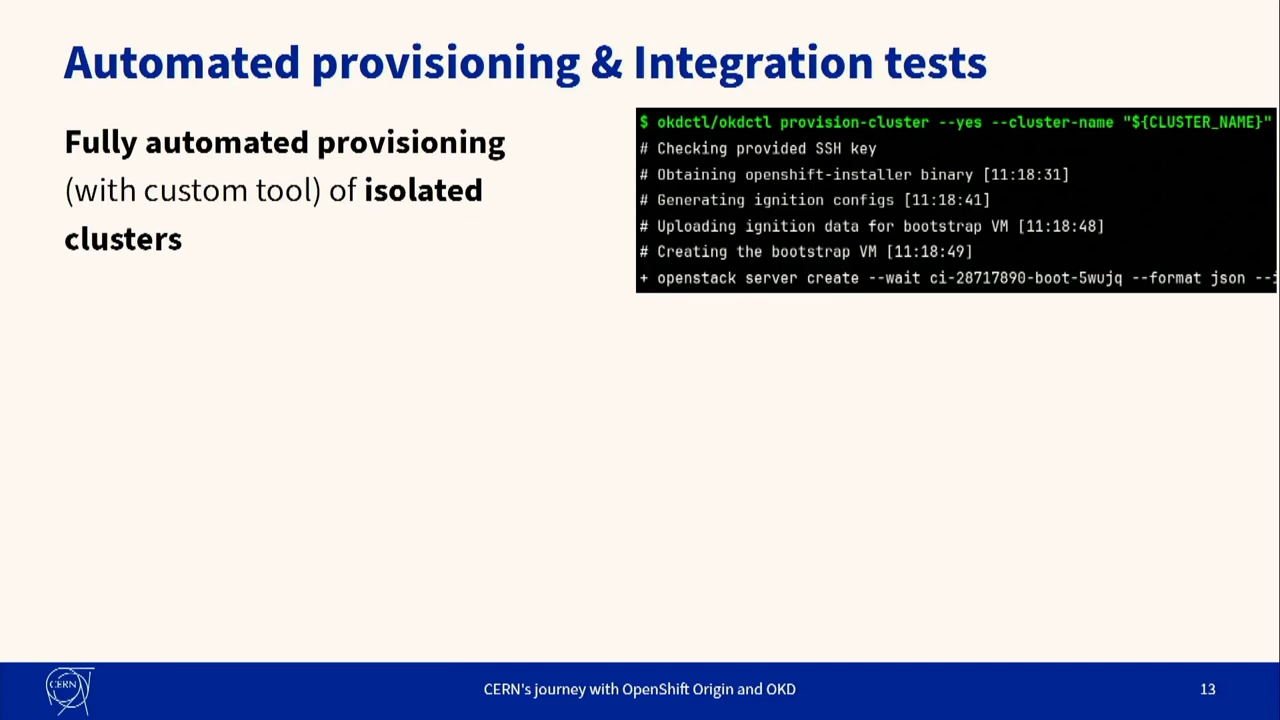 Automated provisioning & Integration tests
Fully automated provisioning
(with custom tool) of isolated
clusters
$ okdctl/okdctl provision-cluster --yes --cluster-name "${CLUSTER_NAME}"
# Checking provided SSH key
# Obtaining openshift-installer binary [11:18:31]
# Generating ignition configs [11:18:41]
# Uploading ignition data for bootstrap VM [11:18:48]
# Creating the bootstrap VM [11:18:49]
+ openstack server create --wait ci-28717890-boot-5wujq --format json --i
CERN
CERN's journey with OpenShift Origin and OKD
13